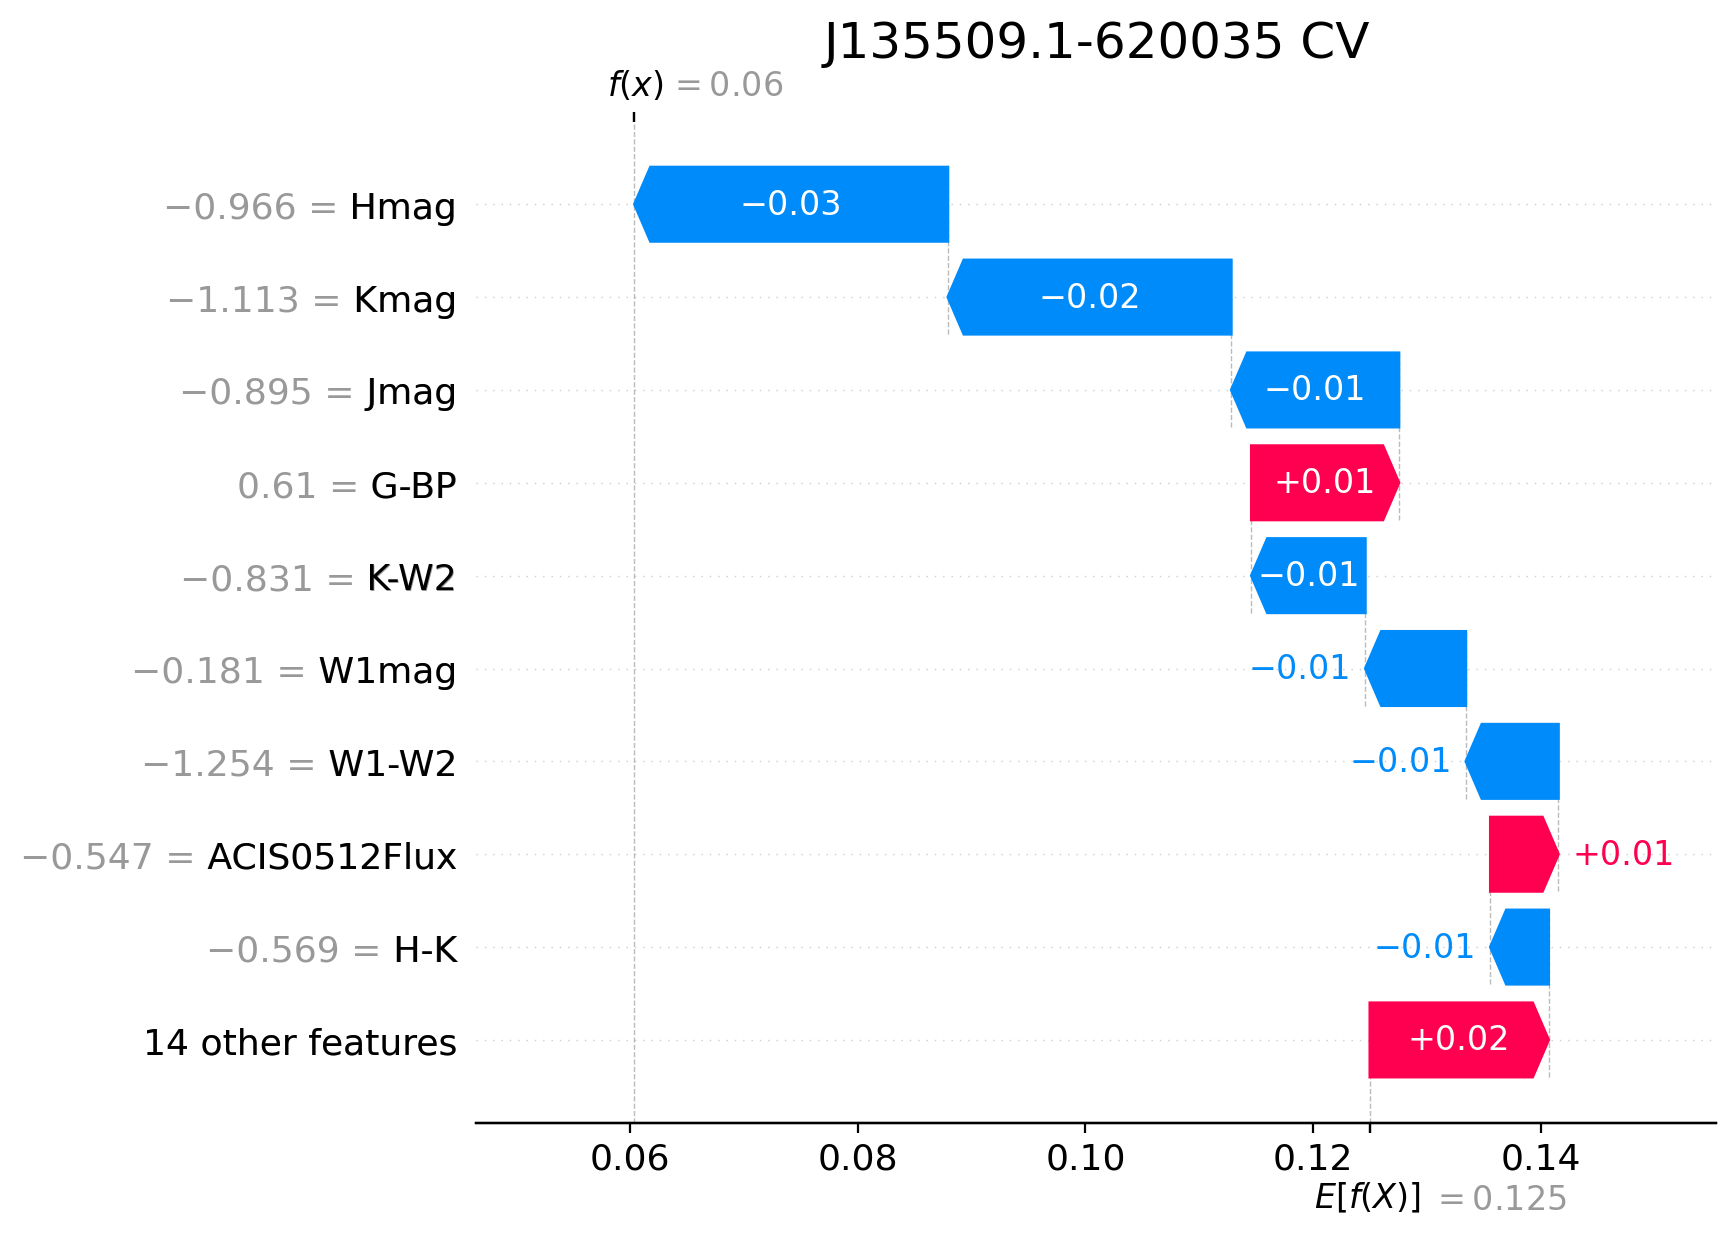 J135509.1-620035 CV
f(x) = 0.06
−0.966 = Hmag
−0.03
−1.113 = Kmag
−0.02
−0.895 = Jmag
−0.01
0.61 = G-BP
+0.01
−0.831 = K-W2
−0.01
−0.181 = W1mag
−0.01
−1.254 = W1-W2
−0.01
−0.547 = ACIS0512Flux
+0.01
−0.569 = H-K
−0.01
14 other features
+0.02
0.06 0.08 0.10 0.12 0.14
E[f(X)] = 0.125